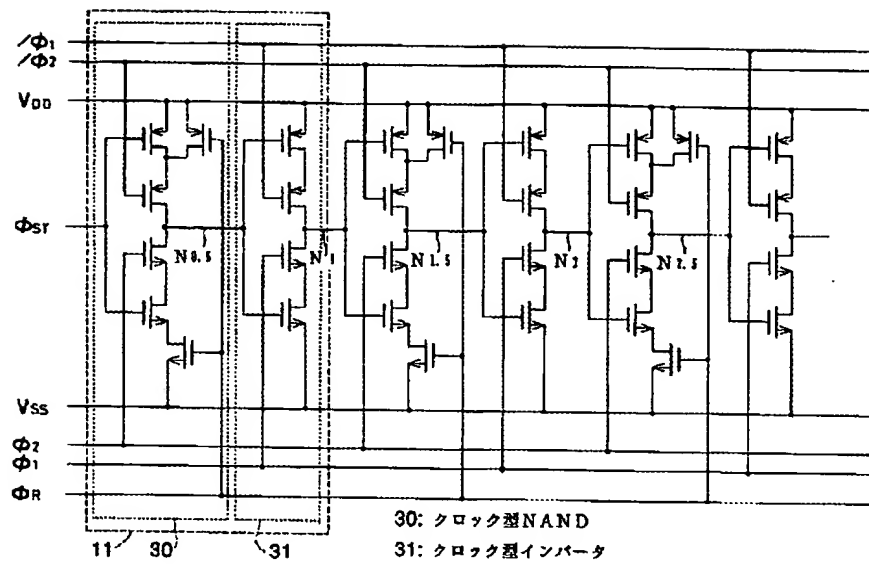 /Φ1
/Φ2
VDD
ΦST
N0.5
N1
N1.5
N2
N2.5
VSS
Φ2
Φ1
ΦR
11
30
31
30: クロック型NAND
31: クロック型インバータ